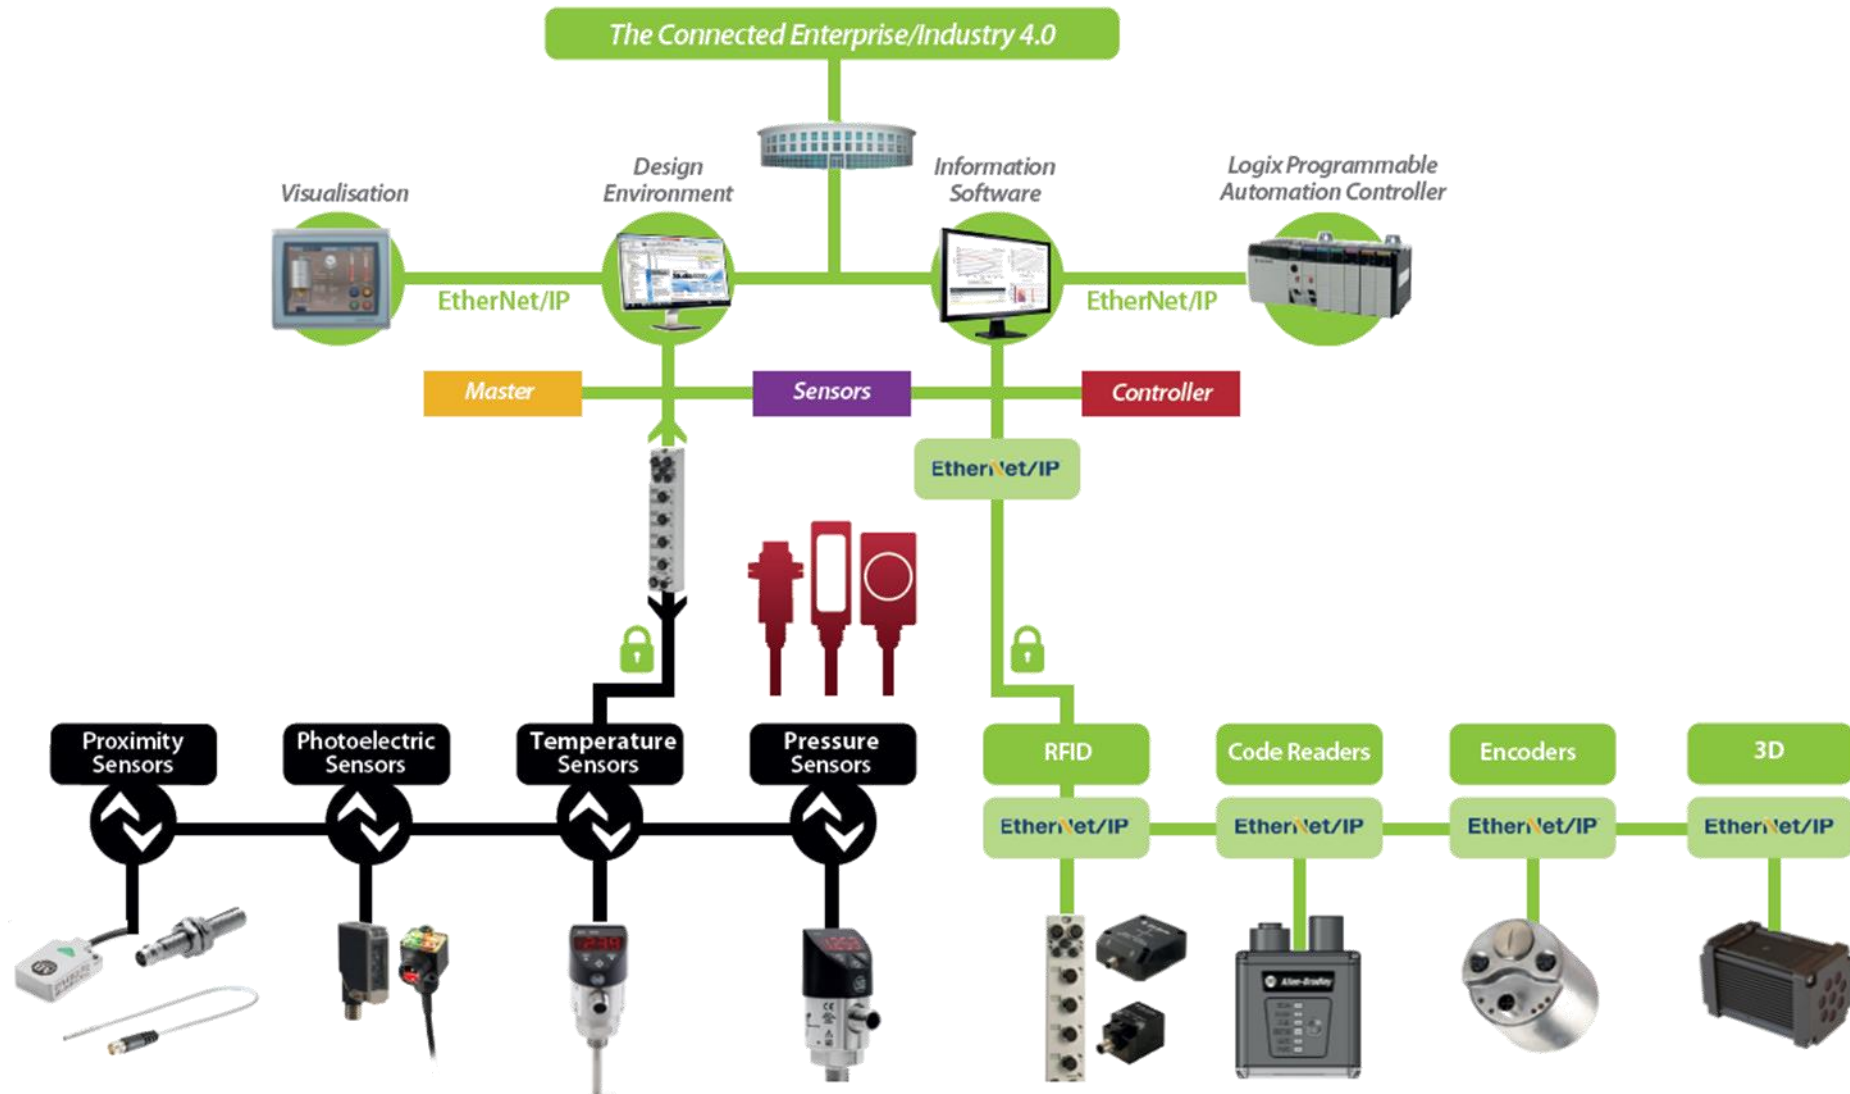 The Connected Enterprise/Industry 4.0
Visualisation
Design
Environment
Information
Software
Logix Programmable
Automation Controller
EtherNet/IP
EtherNet/IP
Master
Sensors
Controller
EtherNet/IP
Proximity
Sensors
Photoelectric
Sensors
Temperature
Sensors
Pressure
Sensors
RFID
Code Readers
Encoders
3D
EtherNet/IP
EtherNet/IP
EtherNet/IP
EtherNet/IP
Allen-Bradley